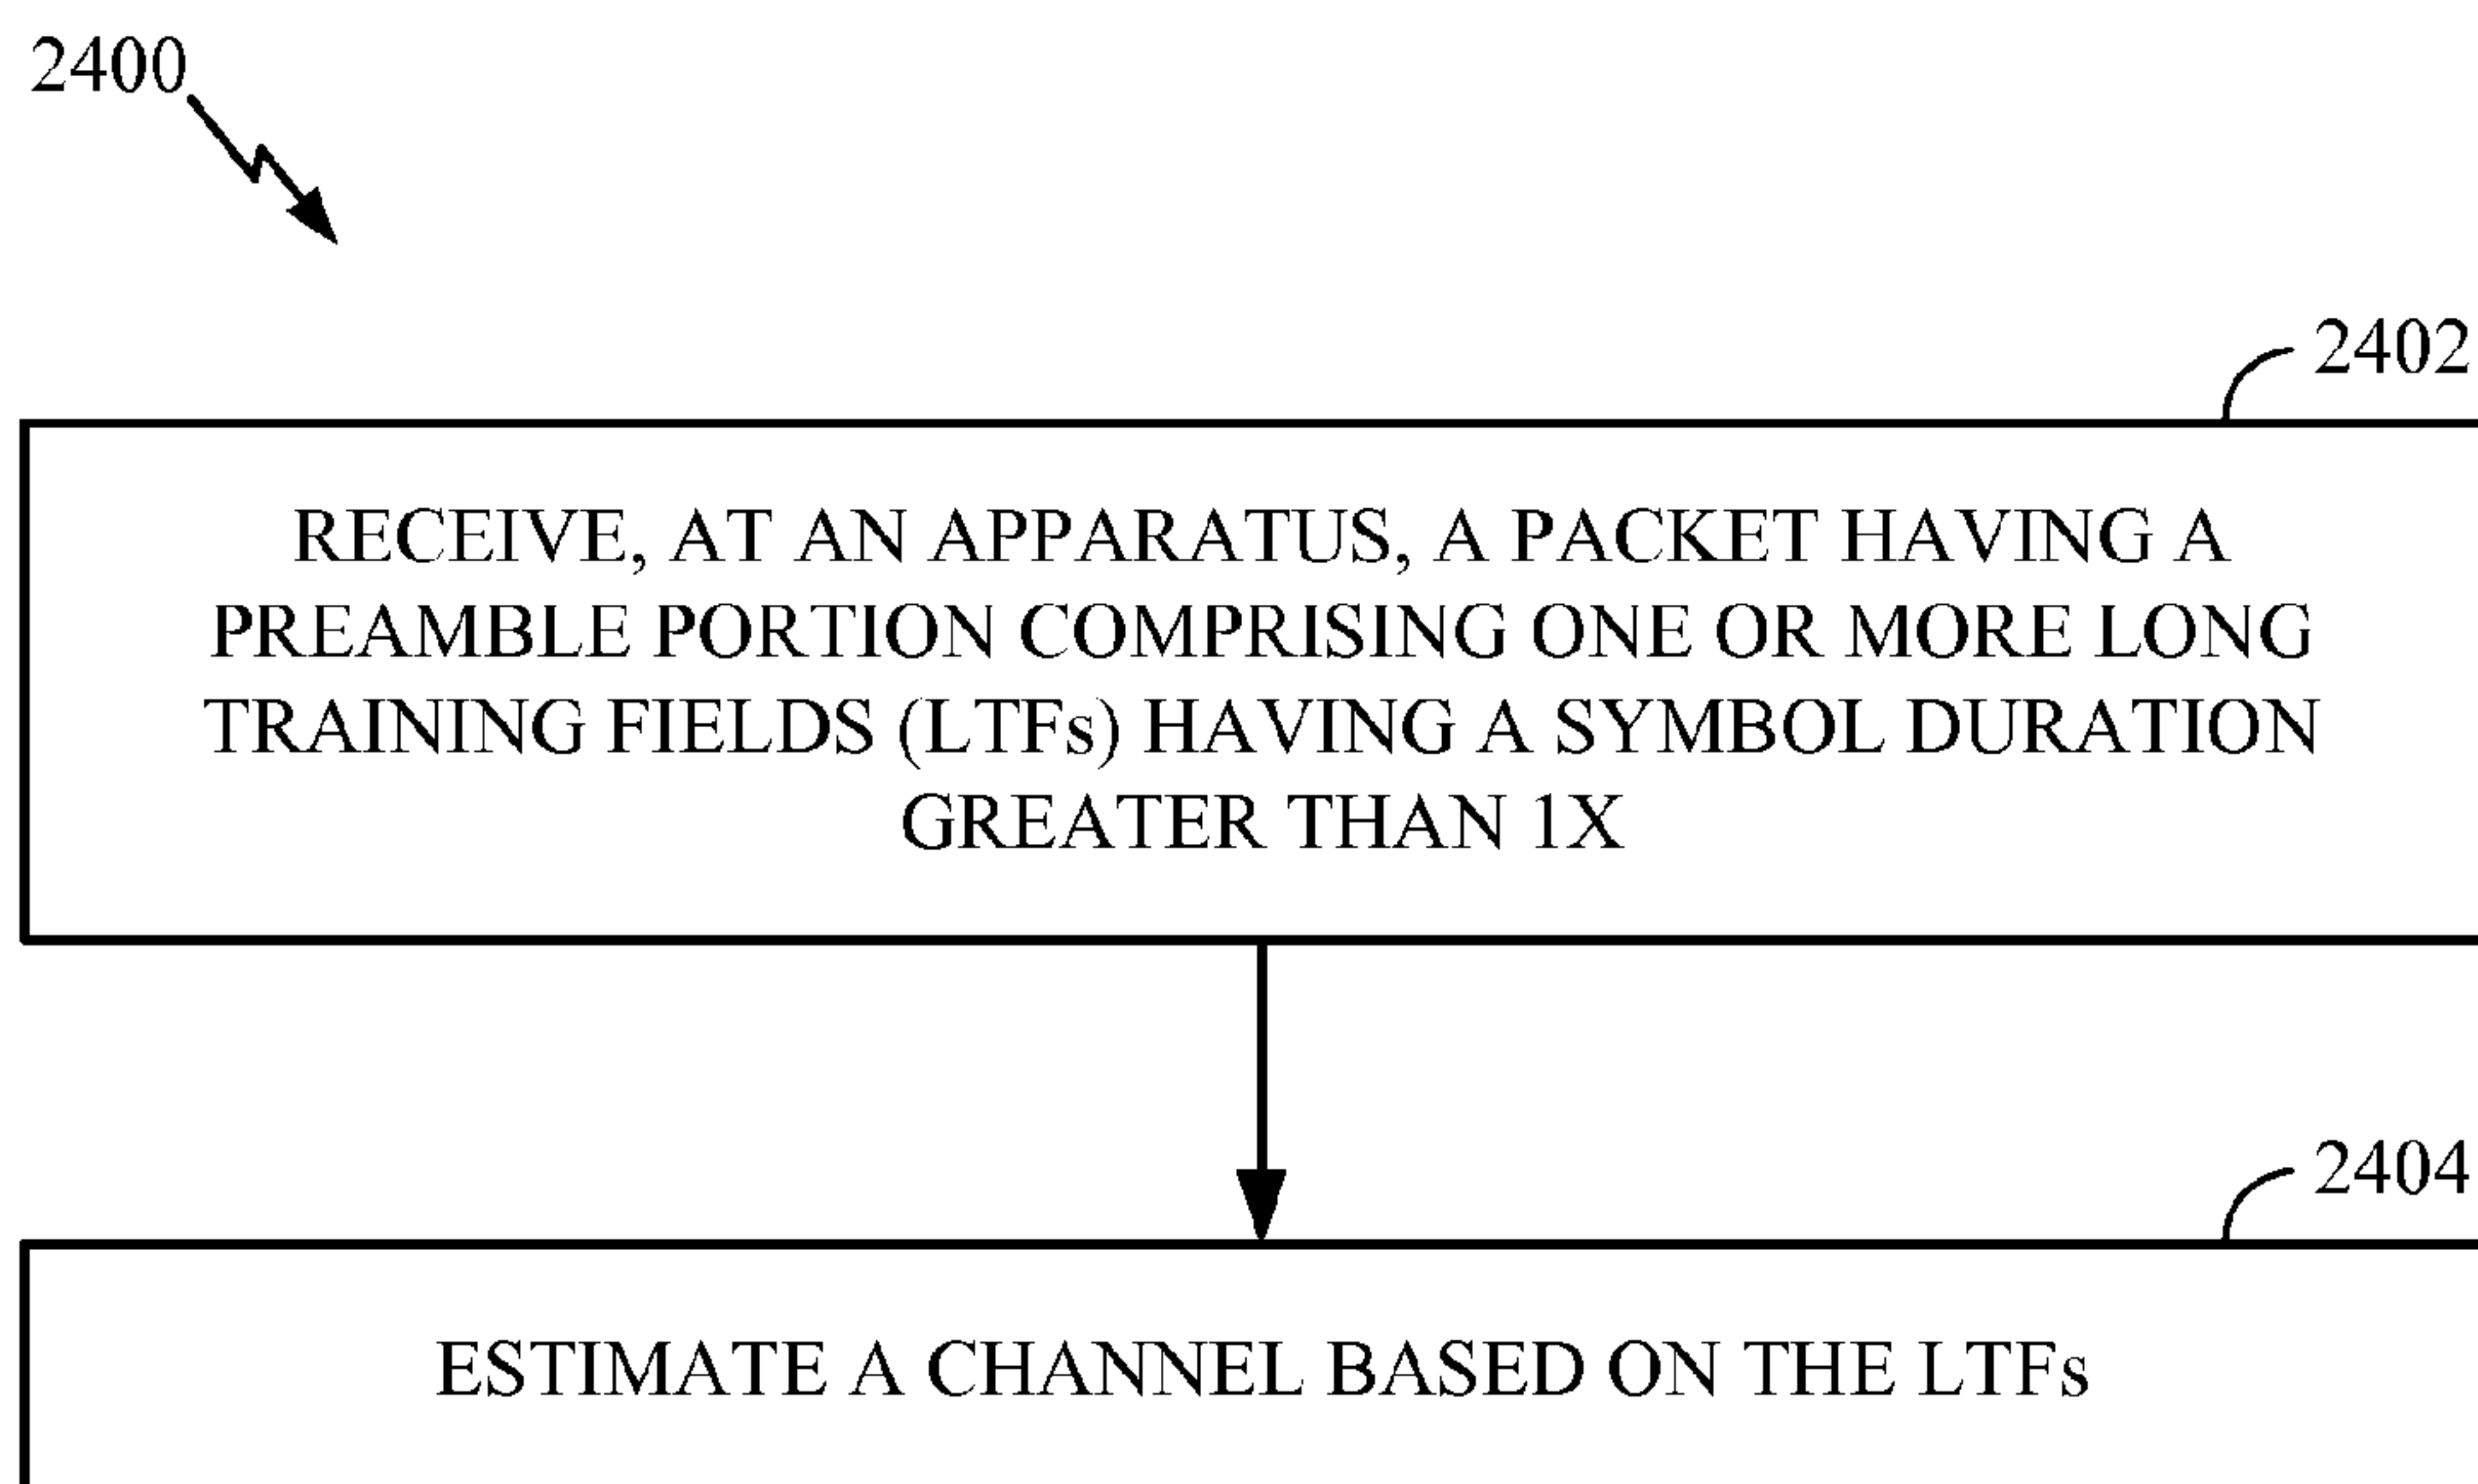 2400
2402
RECEIVE, AT AN APPARATUS, A PACKET HAVING A
PREAMBLE PORTION COMPRISING ONE OR MORE LONG
TRAINING FIELDS (LTFs) HAVING A SYMBOL DURATION
GREATER THAN 1X
2404
ESTIMATE A CHANNEL BASED ON THE LTFs